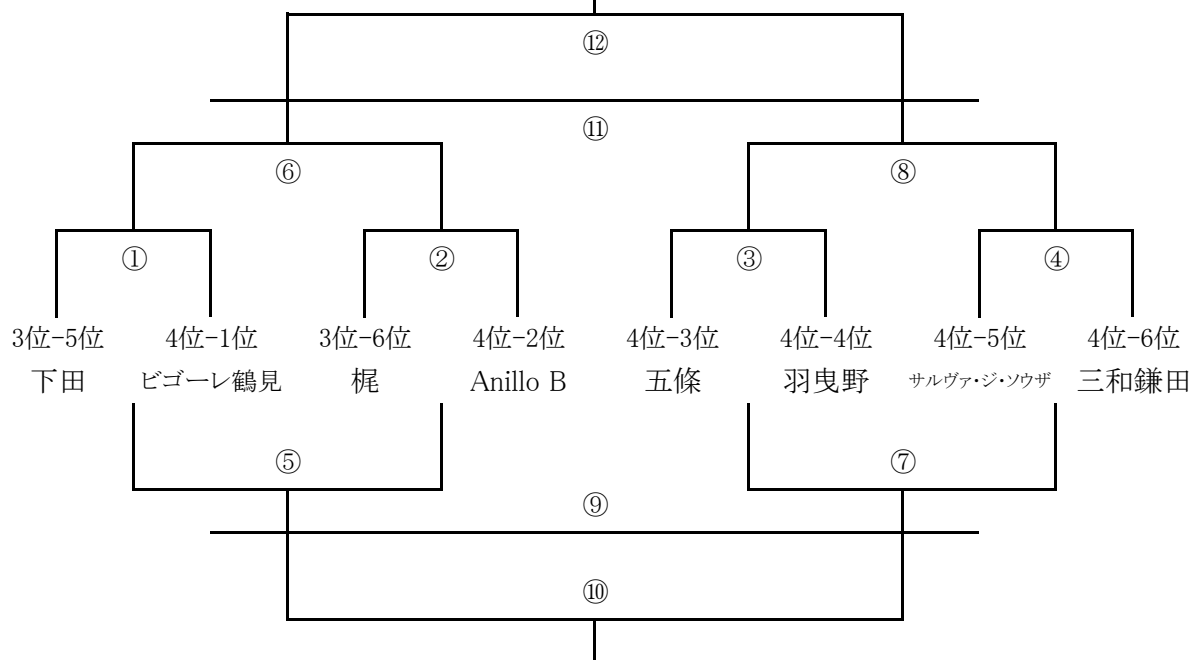 ⑫
⑪
⑥ ⑧
① ② ③ ④
3位-5位 4位-1位 3位-6位 4位-2位 4位-3位 4位-4位 4位-5位 4位-6位
下田 ビゴーレ鶴見 梶 Anillo B 五條 羽曳野 サルヴァ・ジ・ソウザ 三和鎌田
⑤ ⑦
⑨
⑩